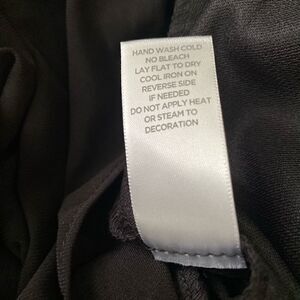 HAND WASH COLD
NO BLEACH
LAY FLAT TO DRY
COOL IRON ON
REVERSE SIDE
IF NEEDED
DO NOT APPLY HEAT
OR STEAM TO
DECORATION